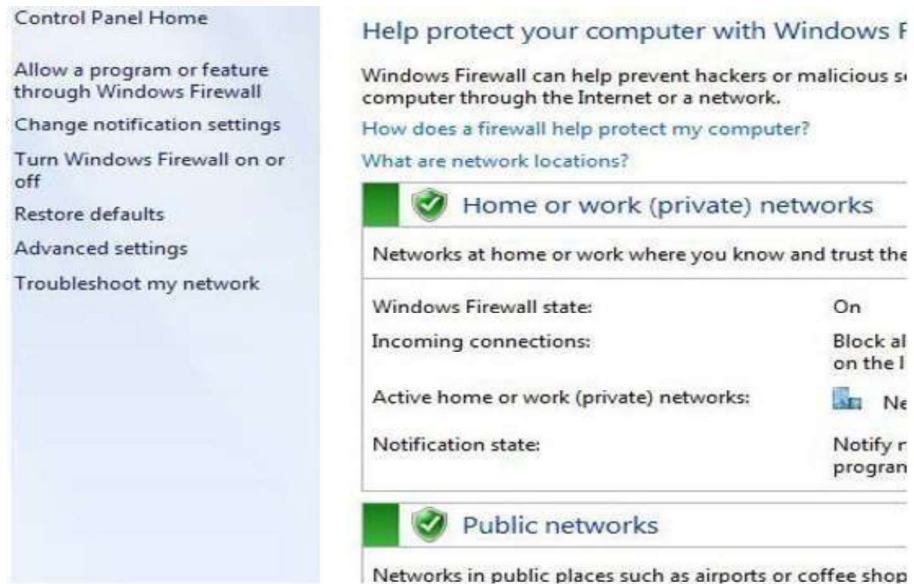 Control Panel Home
Allow a program or feature
through Windows Firewall
Change notification settings
Turn Windows Firewall on or
off
Restore defaults
Advanced settings
Troubleshoot my network
Help protect your computer with Windows
Windows Firewall can help prevent hackers or malicious
computer through the Internet or a network.
How does a firewall help protect my computer?
What are network locations?
Home or work (private) networks
Networks at home or work where you know and trust the
Windows Firewall state: On
Incoming connections: Block
on the
Active home or work (private) networks:
Notification state: Notify
Public networks
Networks in public places such as airports or coffee shop